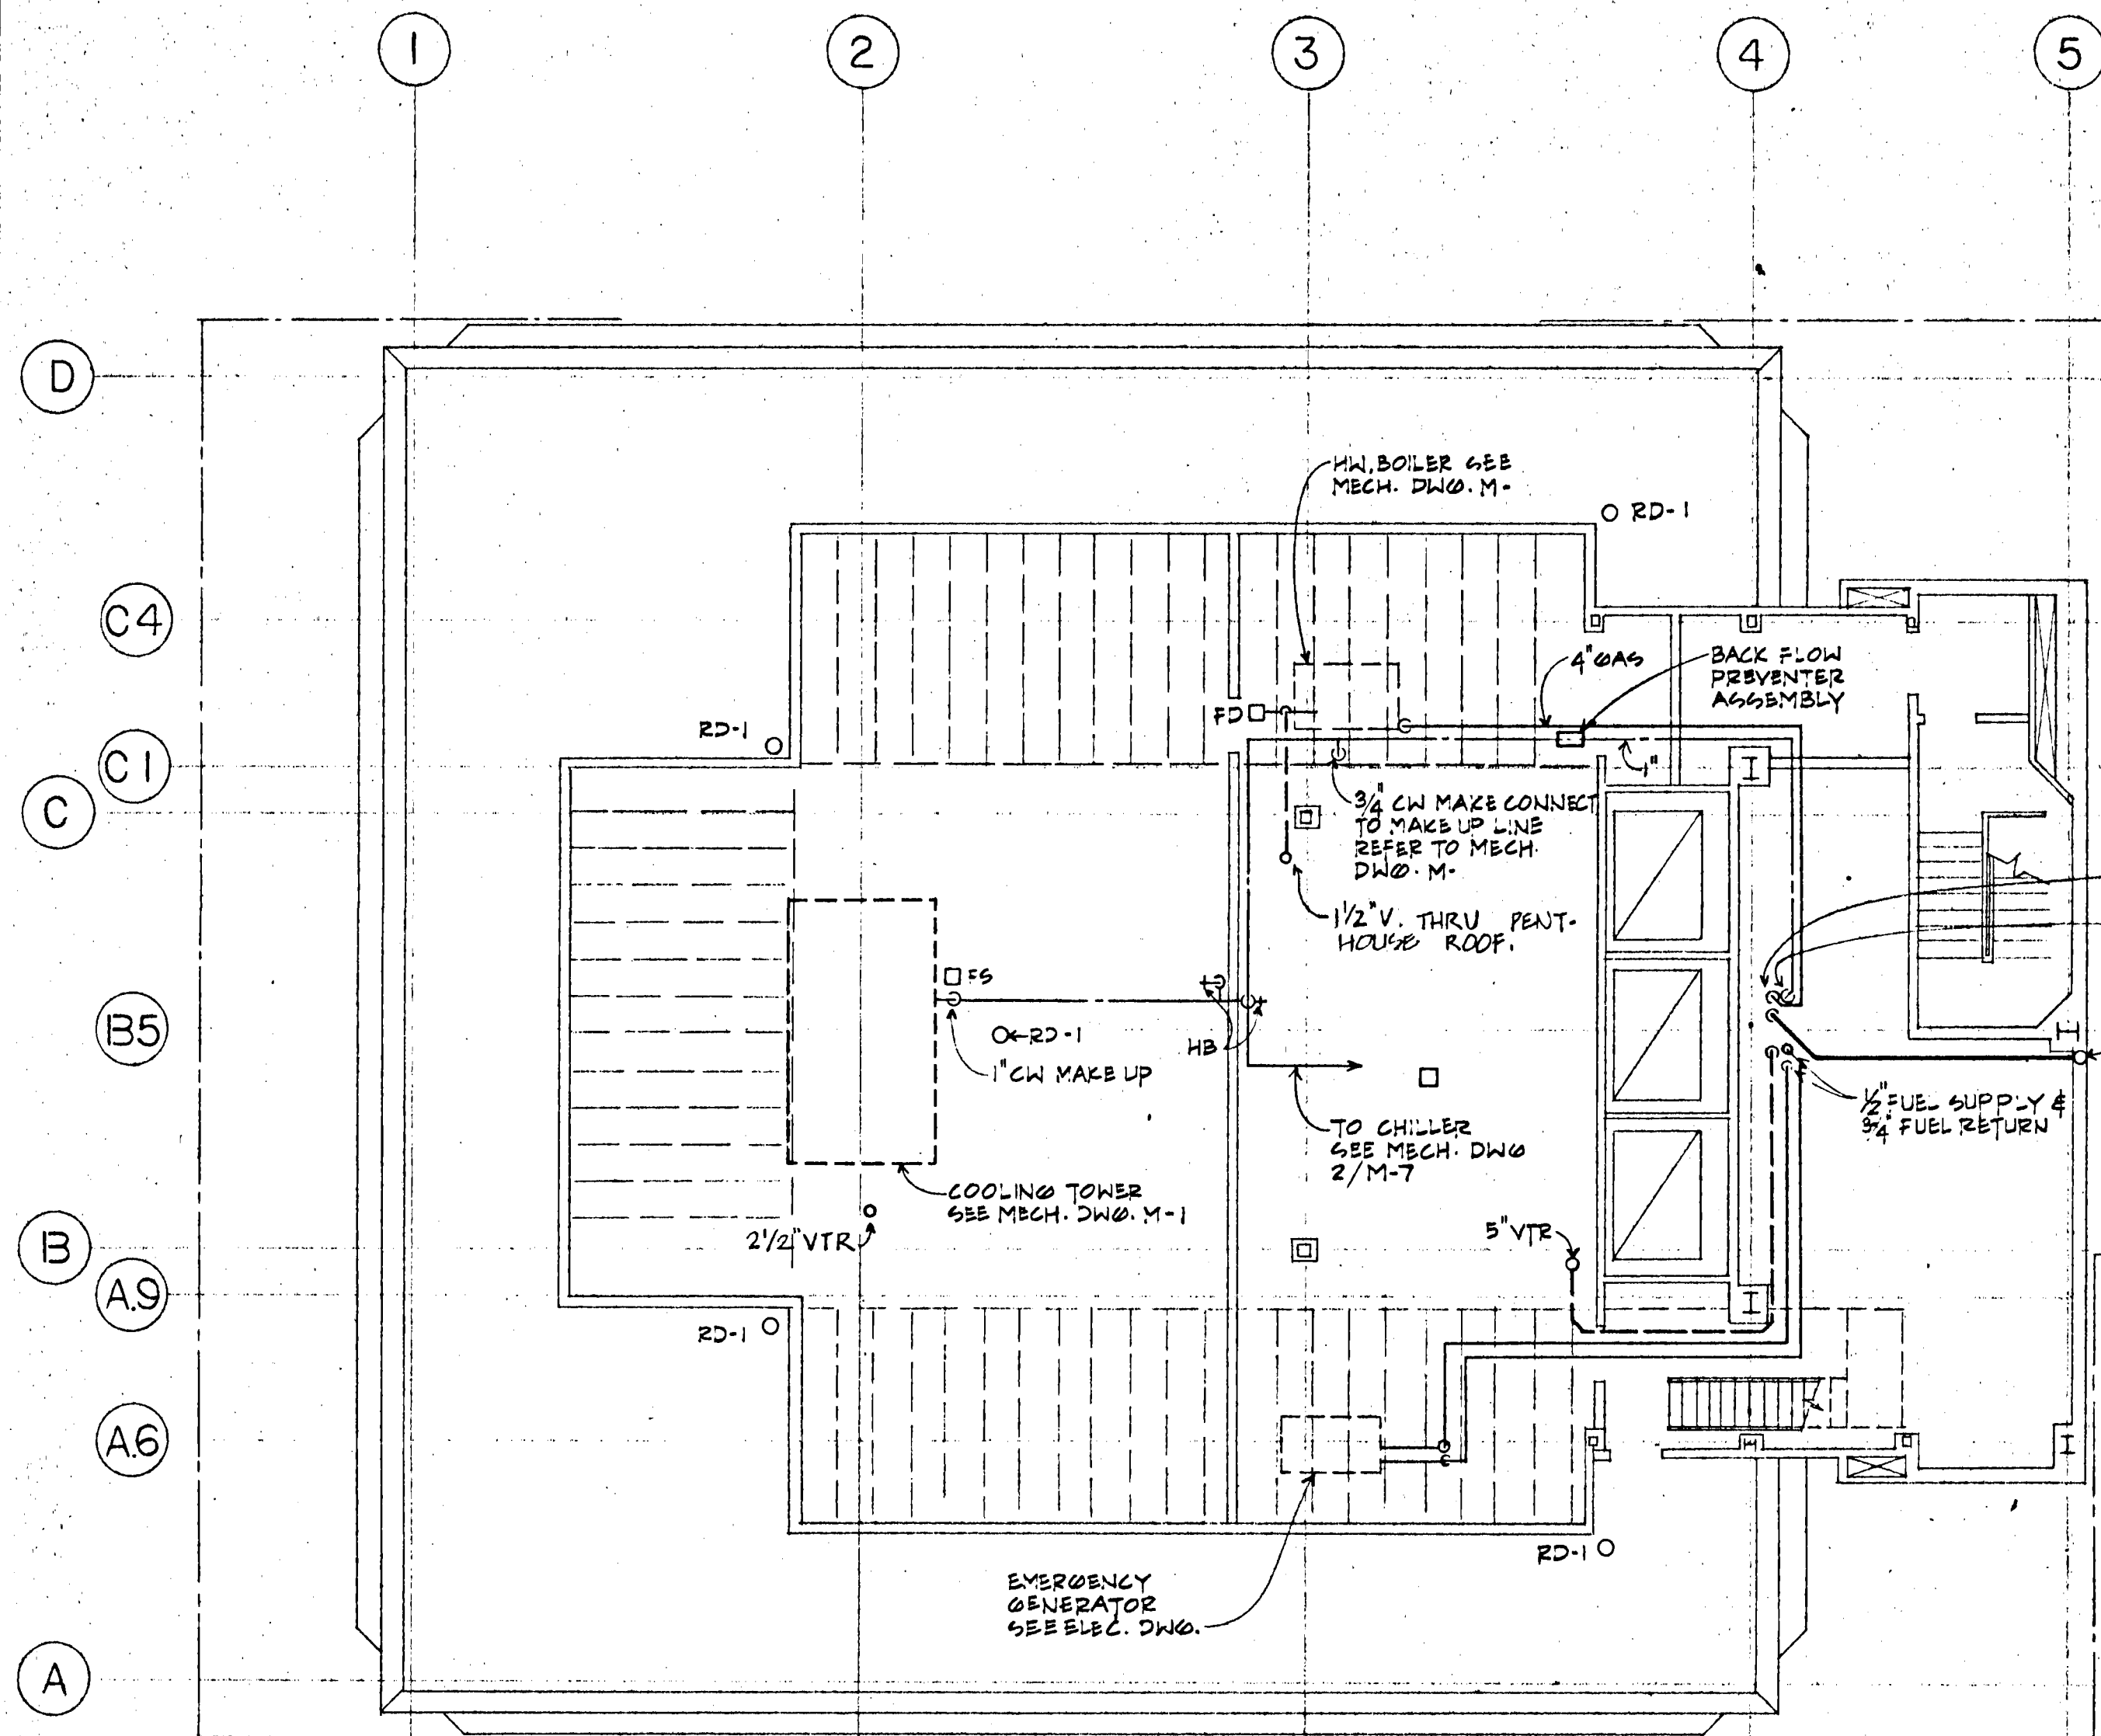 1
2
3
4
5
D
C4
C1
C
B5
B
A.9
A.6
A
HW. BOILER SEE
MECH. DWG. M-
RD-1
4" GAS
BACK FLOW
PREVENTER
ASSEMBLY
FD
RD-1
1"
3/4" CW MAKE CONNECT
TO MAKE UP LINE
REFER TO MECH.
DWG. M-
1 1/2" V. THRU PENT-
HOUSE ROOF.
FS
RD-1
HB
1" CW MAKE UP
1/2" FUEL SUPPLY &
3/4" FUEL RETURN
TO CHILLER
SEE MECH. DWG
2/M-7
COOLING TOWER
SEE MECH. DWG. M-1
2 1/2" VTR
5" VTR
RD-1
RD-1
EMERGENCY
GENERATOR
SEE ELEC. DWG.